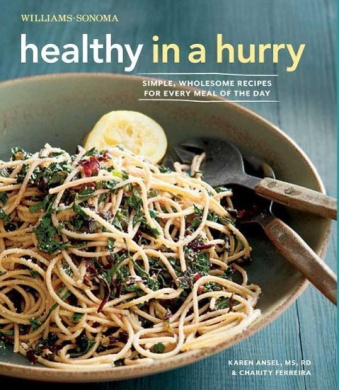 WILLIAMS-SONOMA
healthy in a hurry
SIMPLE, WHOLESOME RECIPES
FOR EVERY MEAL OF THE DAY
KAREN ANSEL, MS, RD
& CHARITY FERREIRA